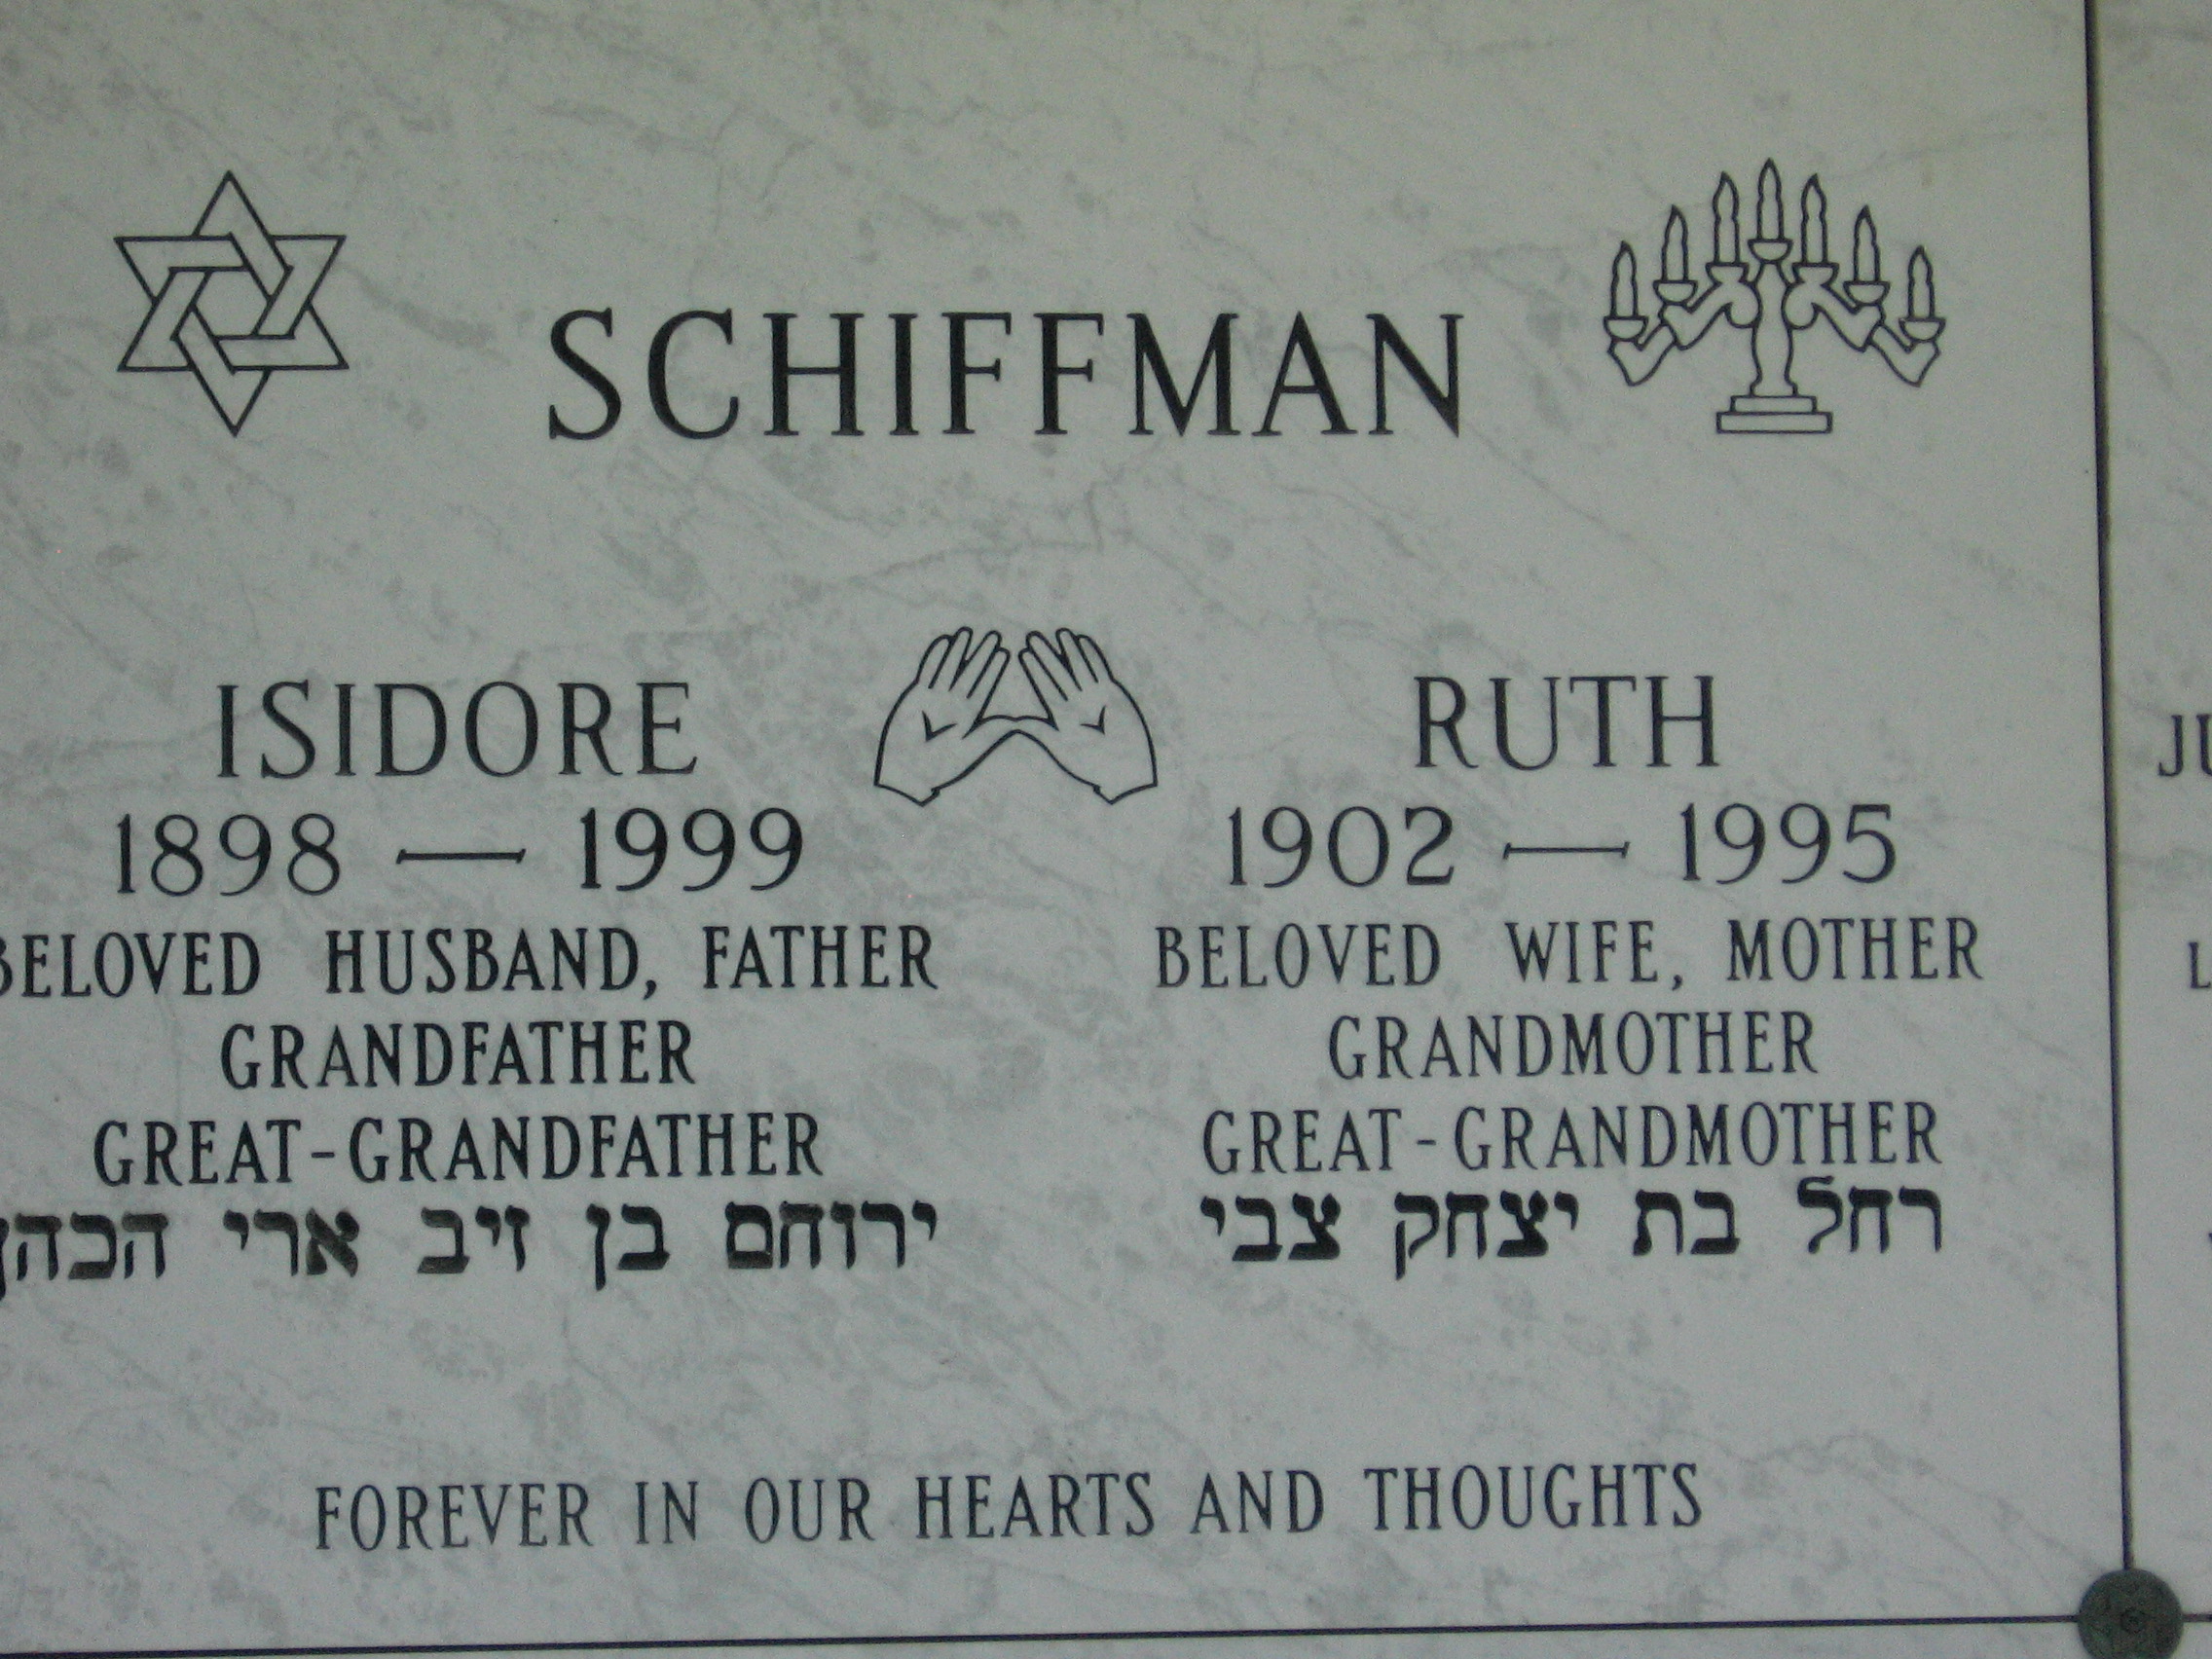 SCHIFFMAN
ISIDORE
1898 — 1999
BELOVED HUSBAND, FATHER
GRANDFATHER
GREAT-GRANDFATHER
ירוחם בן זיב ארי הכהן
RUTH
1902 — 1995
BELOVED WIFE, MOTHER
GRANDMOTHER
GREAT-GRANDMOTHER
רחל בת יצחק צבי
FOREVER IN OUR HEARTS AND THOUGHTS